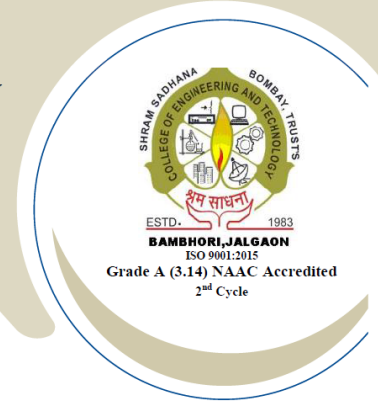 SHRAM SADHANA BOMBAY, TRUST'S
COLLEGE OF ENGINEERING AND TECHNOLOGY
श्रम साधना
ESTD. 1983
BAMBHORI,JALGAON
ISO 9001:2015
Grade A (3.14) NAAC Accredited
2nd Cycle